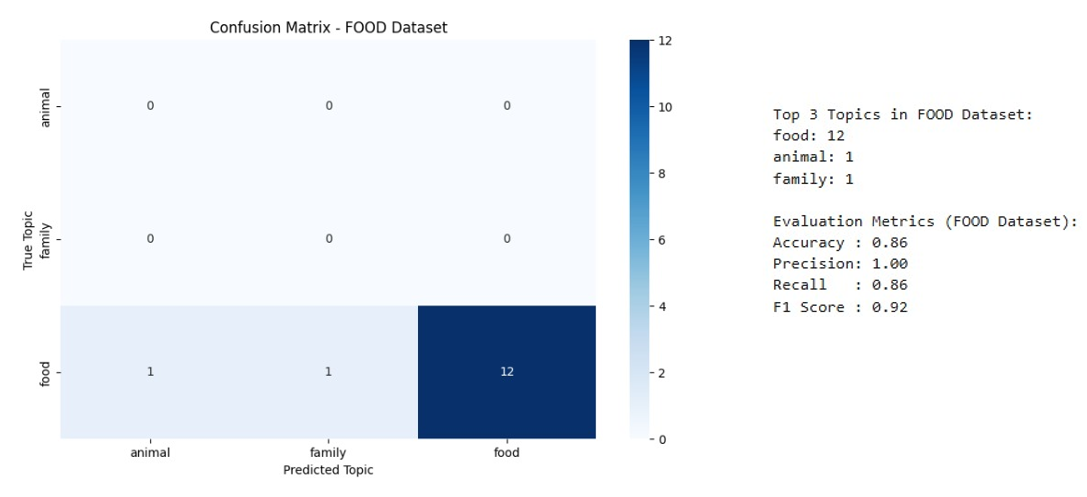 Confusion Matrix - FOOD Dataset
True Topic
animal
family
food
0 0 0
0 0 0
1 1 12
animal family food
Predicted Topic
12
10
8
6
4
2
0
Top 3 Topics in FOOD Dataset:
food: 12
animal: 1
family: 1
Evaluation Metrics (FOOD Dataset):
Accuracy : 0.86
Precision: 1.00
Recall   : 0.86
F1 Score : 0.92